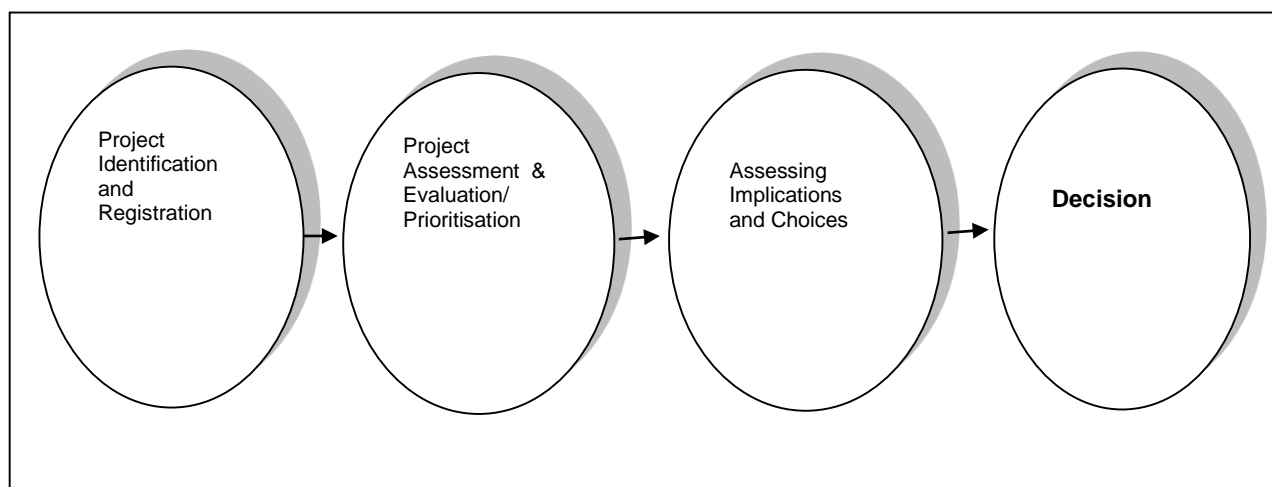 Project
Identification
and
Registration
Project
Assessment &
Evaluation/
Prioritisation
Assessing
Implications
and Choices
Decision